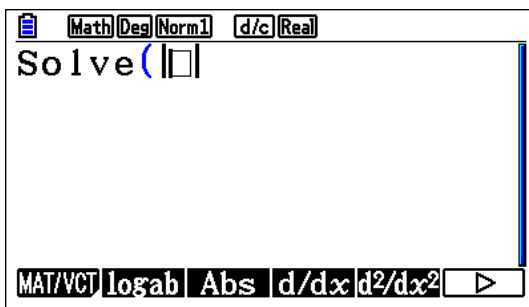 Math Deg Norm1 d/c Real
Solve(|□|
MAT/VCT logab Abs d/dx d²/dx² ▷